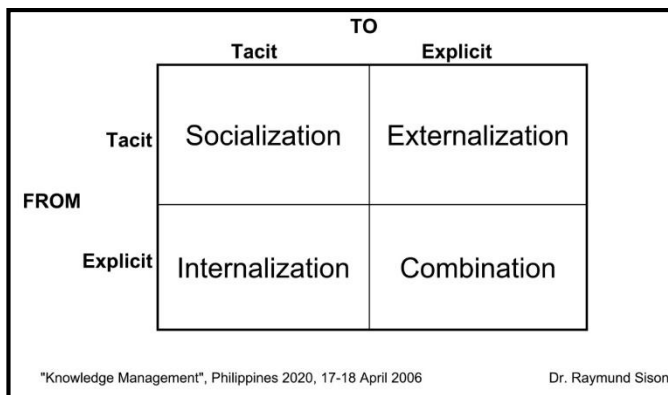 TO
Tacit Explicit
Tacit Socialization Externalization
FROM
Explicit Internalization Combination
"Knowledge Management", Philippines 2020, 17-18 April 2006 Dr. Raymund Sison